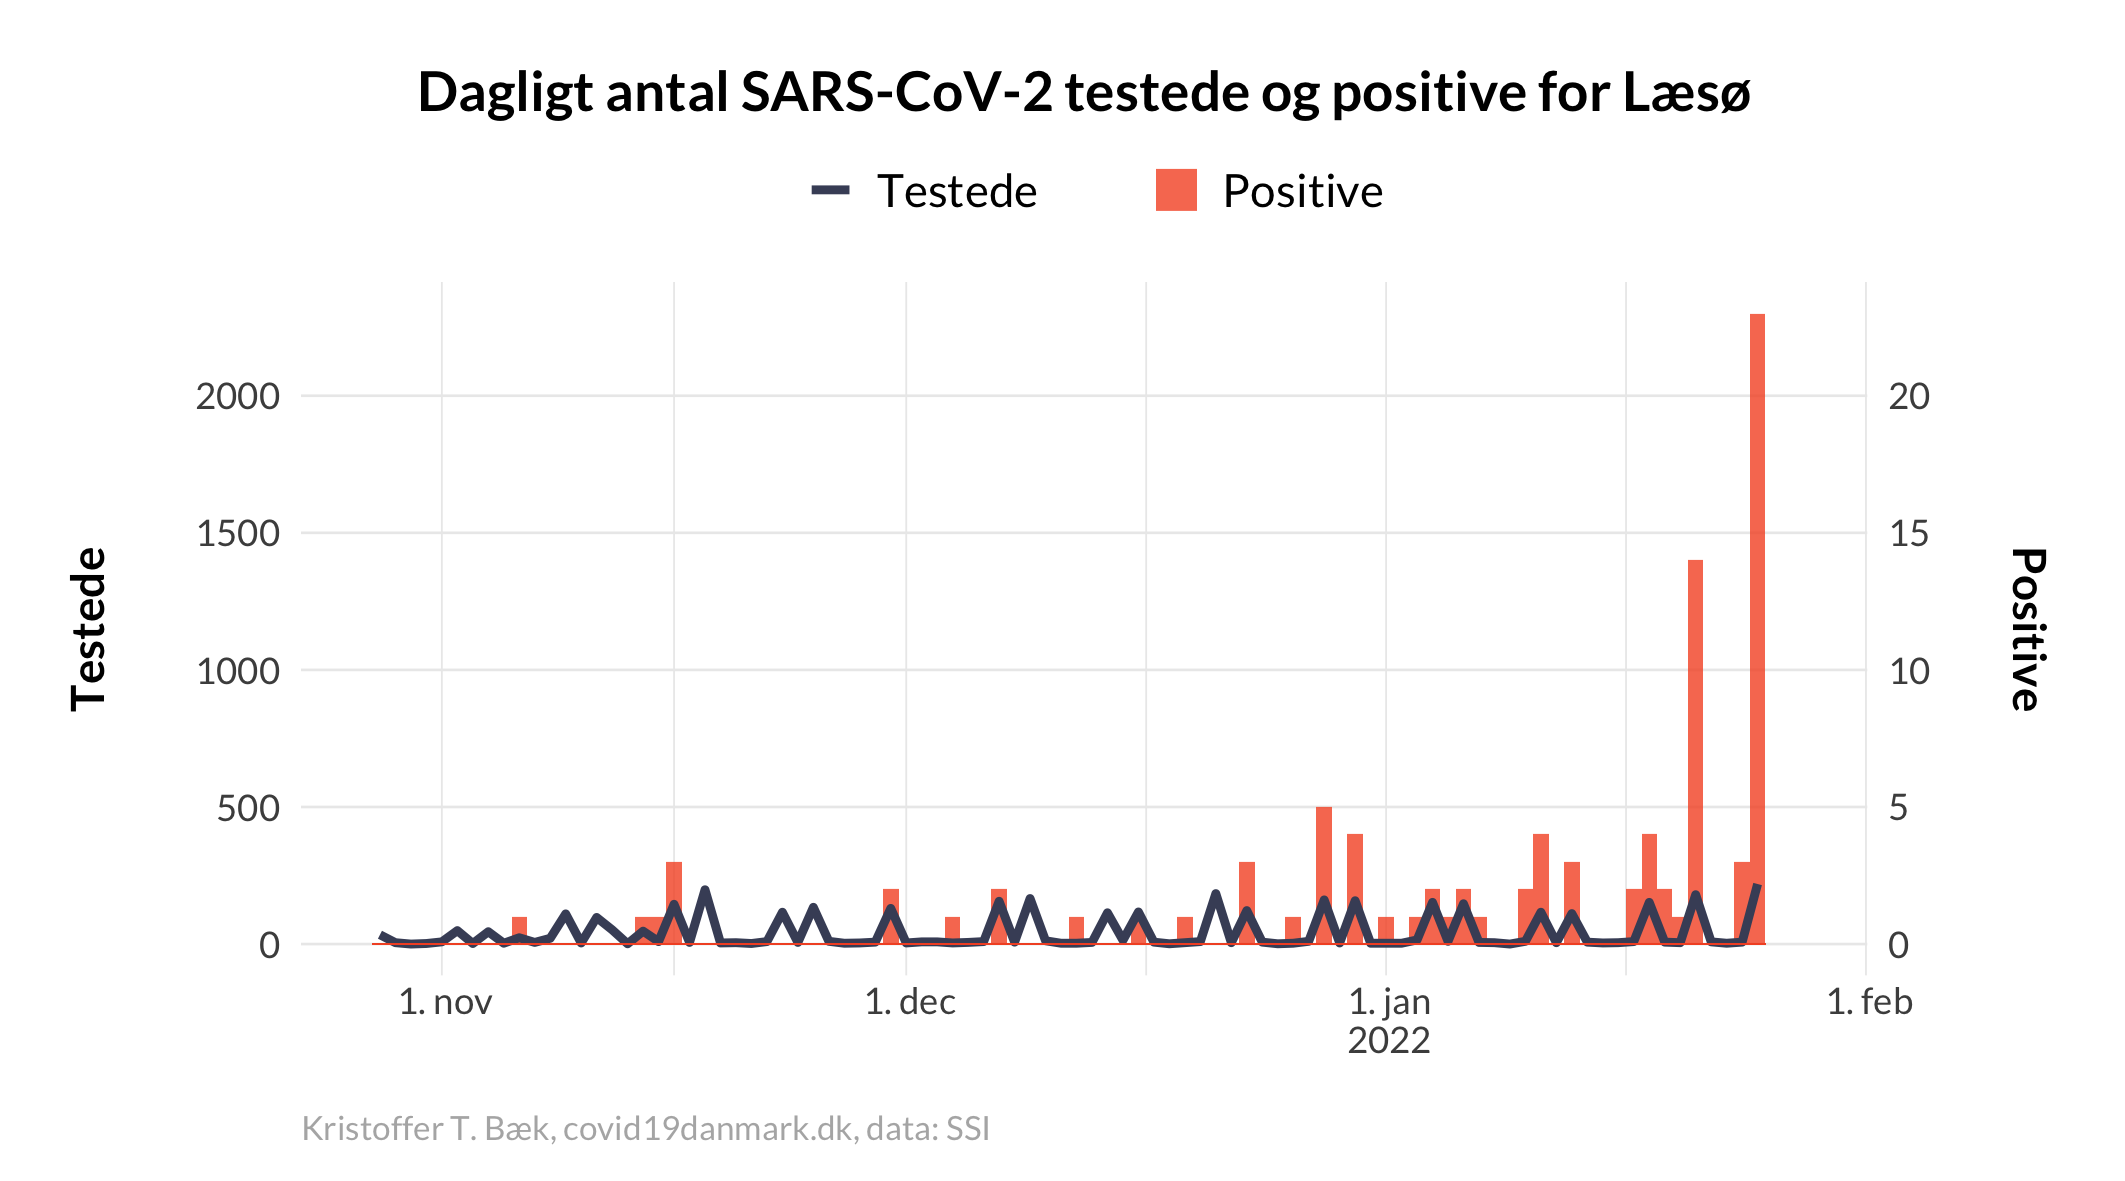 Dagligt antal SARS-CoV-2 testede og positive for Læsø
Testede
Positive
Testede
2000
1500
1000
500
0
20
15
10
5
0
Positive
1. nov
1. dec
1. jan
2022
1. feb
Kristoffer T. Bæk, covid19danmark.dk, data: SSI